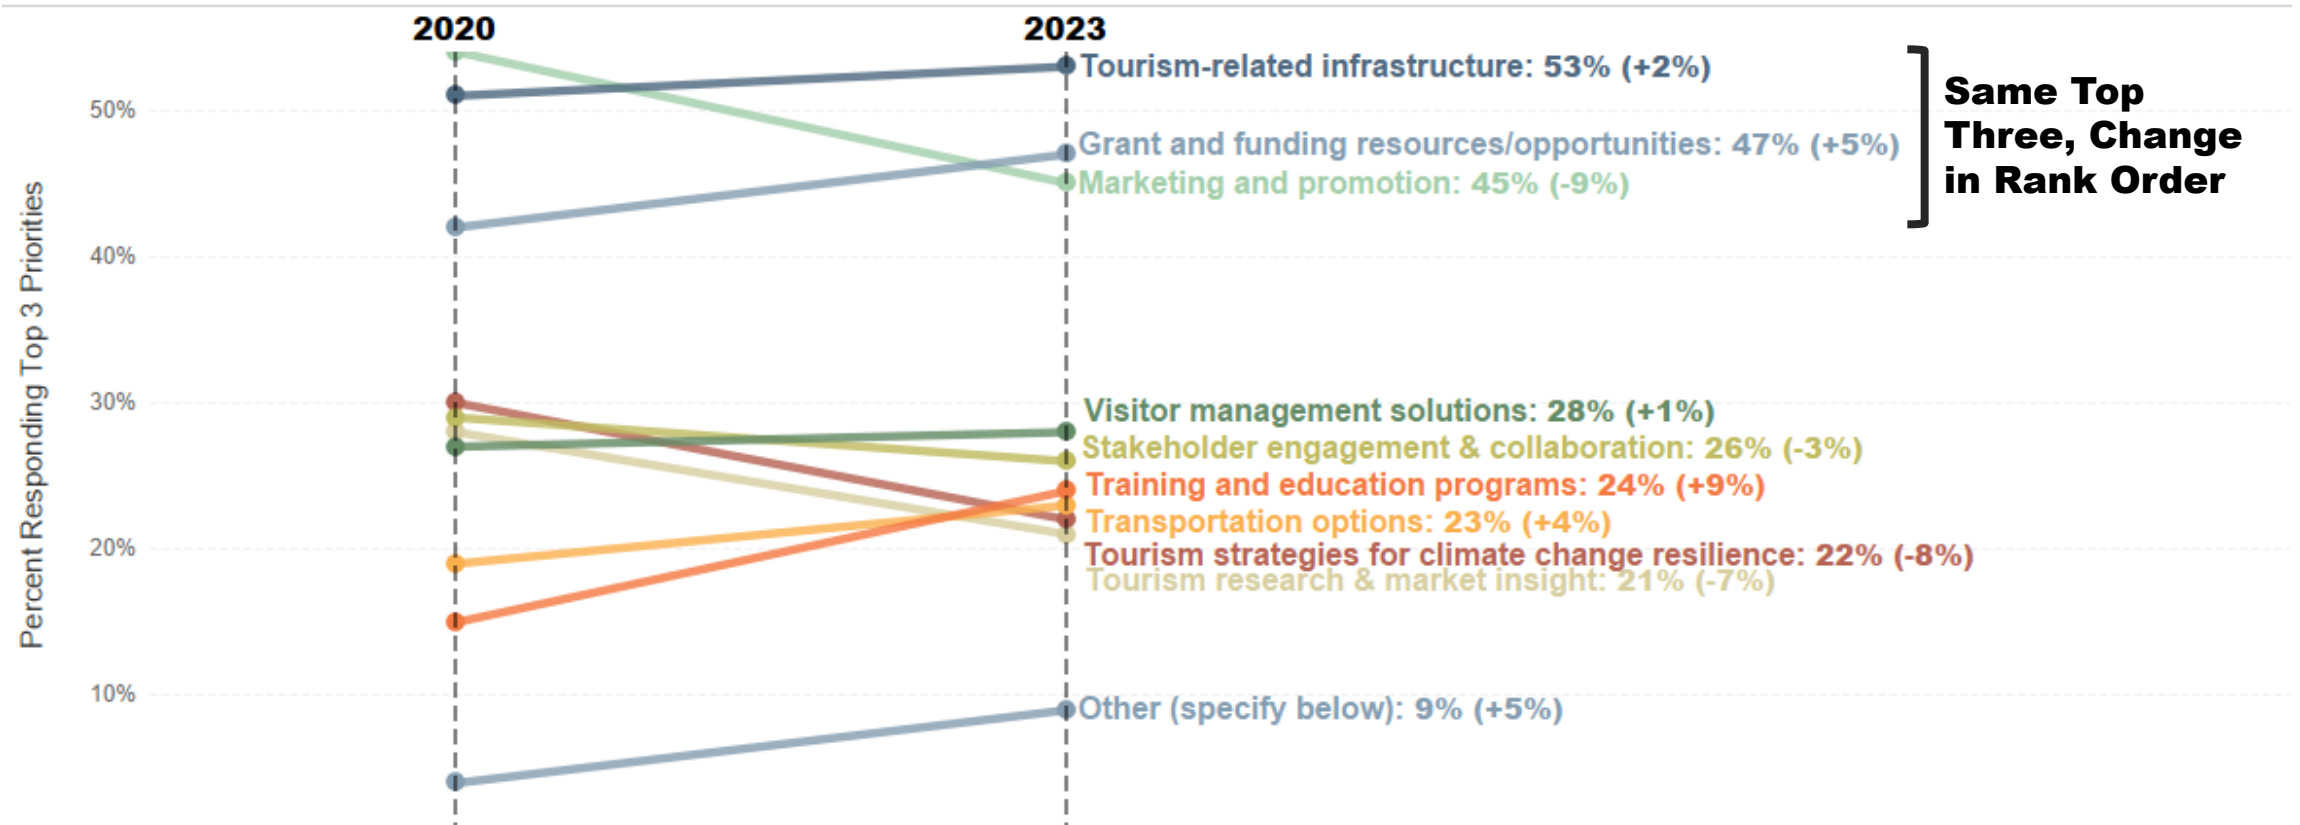 2020
2023
Tourism-related infrastructure: 53% (+2%)
Same Top
Three, Change
in Rank Order
50%
Grant and funding resources/opportunities: 47% (+5%)
Marketing and promotion: 45% (-9%)
Percent Responding Top 3 Priorities
40%
30%
Visitor management solutions: 28% (+1%)
Stakeholder engagement & collaboration: 26% (-3%)
Training and education programs: 24% (+9%)
Transportation options: 23% (+4%)
20%
Tourism strategies for climate change resilience: 22% (-8%)
Tourism research & market insight: 21% (-7%)
10%
Other (specify below): 9% (+5%)